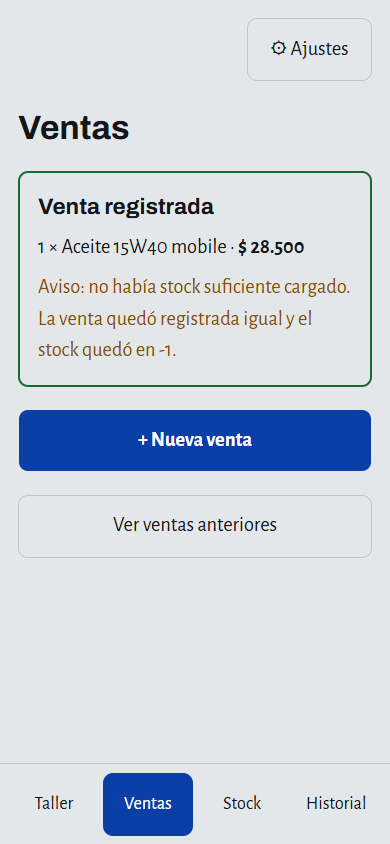 ⚙ Ajustes
Ventas
Venta registrada
1 × Aceite 15W40 mobile · $ 28.500
Aviso: no había stock suficiente cargado.
La venta quedó registrada igual y el
stock quedó en -1.
+ Nueva venta
Ver ventas anteriores
Taller Ventas Stock Historial